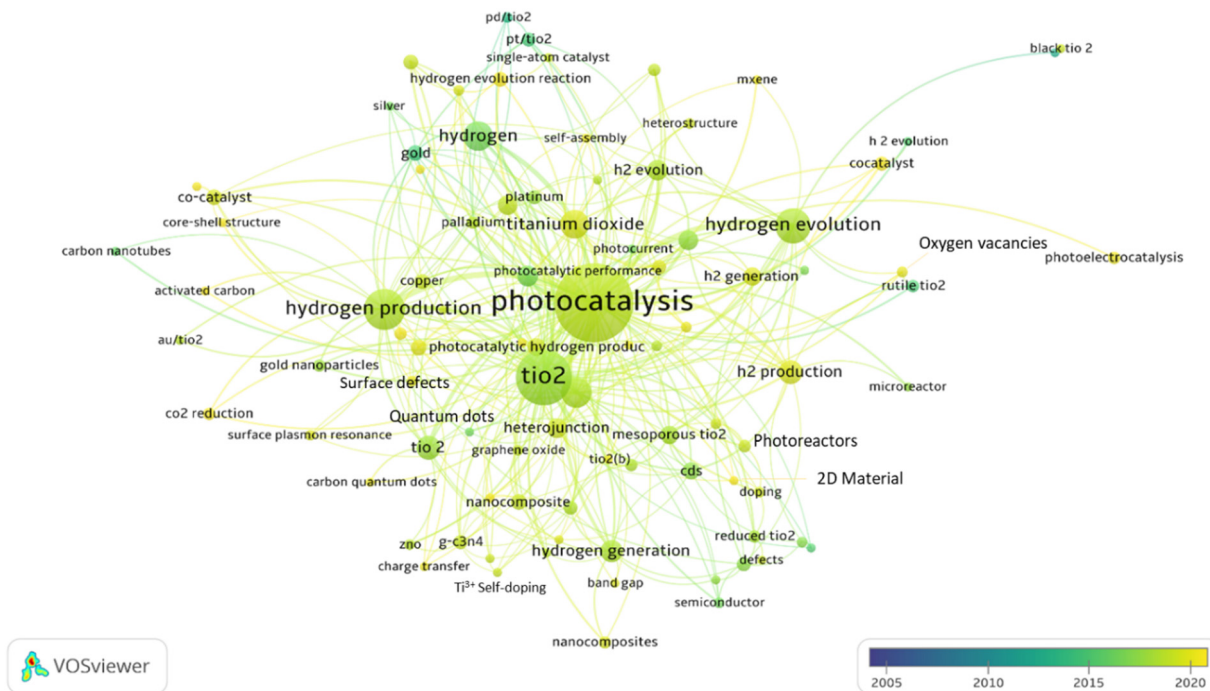 pd/tio2
pt/tio2
single-atom catalyst
black tio 2
hydrogen evolution reaction
mxene
silver
heterostructure
hydrogen
self-assembly
h 2 evolution
gold
cocatalyst
h2 evolution
co-catalyst
platinum
core-shell structure
palladium
titanium dioxide
hydrogen evolution
Oxygen vacancies
carbon nanotubes
photocurrent
photoelectrocatalysis
photocatalytic performance
h2 generation
copper
rutile tio2
activated carbon
hydrogen production
photocatalysis
au/tio2
photocatalytic hydrogen produc
gold nanoparticles
tio2
h2 production
Surface defects
microreactor
co2 reduction
Quantum dots
heterojunction
mesoporous tio2
Photoreactors
surface plasmon resonance
tio 2
graphene oxide
tio2(b)
cds
2D Material
carbon quantum dots
doping
nanocomposite
reduced tio2
zno
g-c3n4
hydrogen generation
defects
charge transfer
Ti³⁺ Self-doping
band gap
semiconductor
nanocomposites
VOSviewer
2005
2010
2015
2020